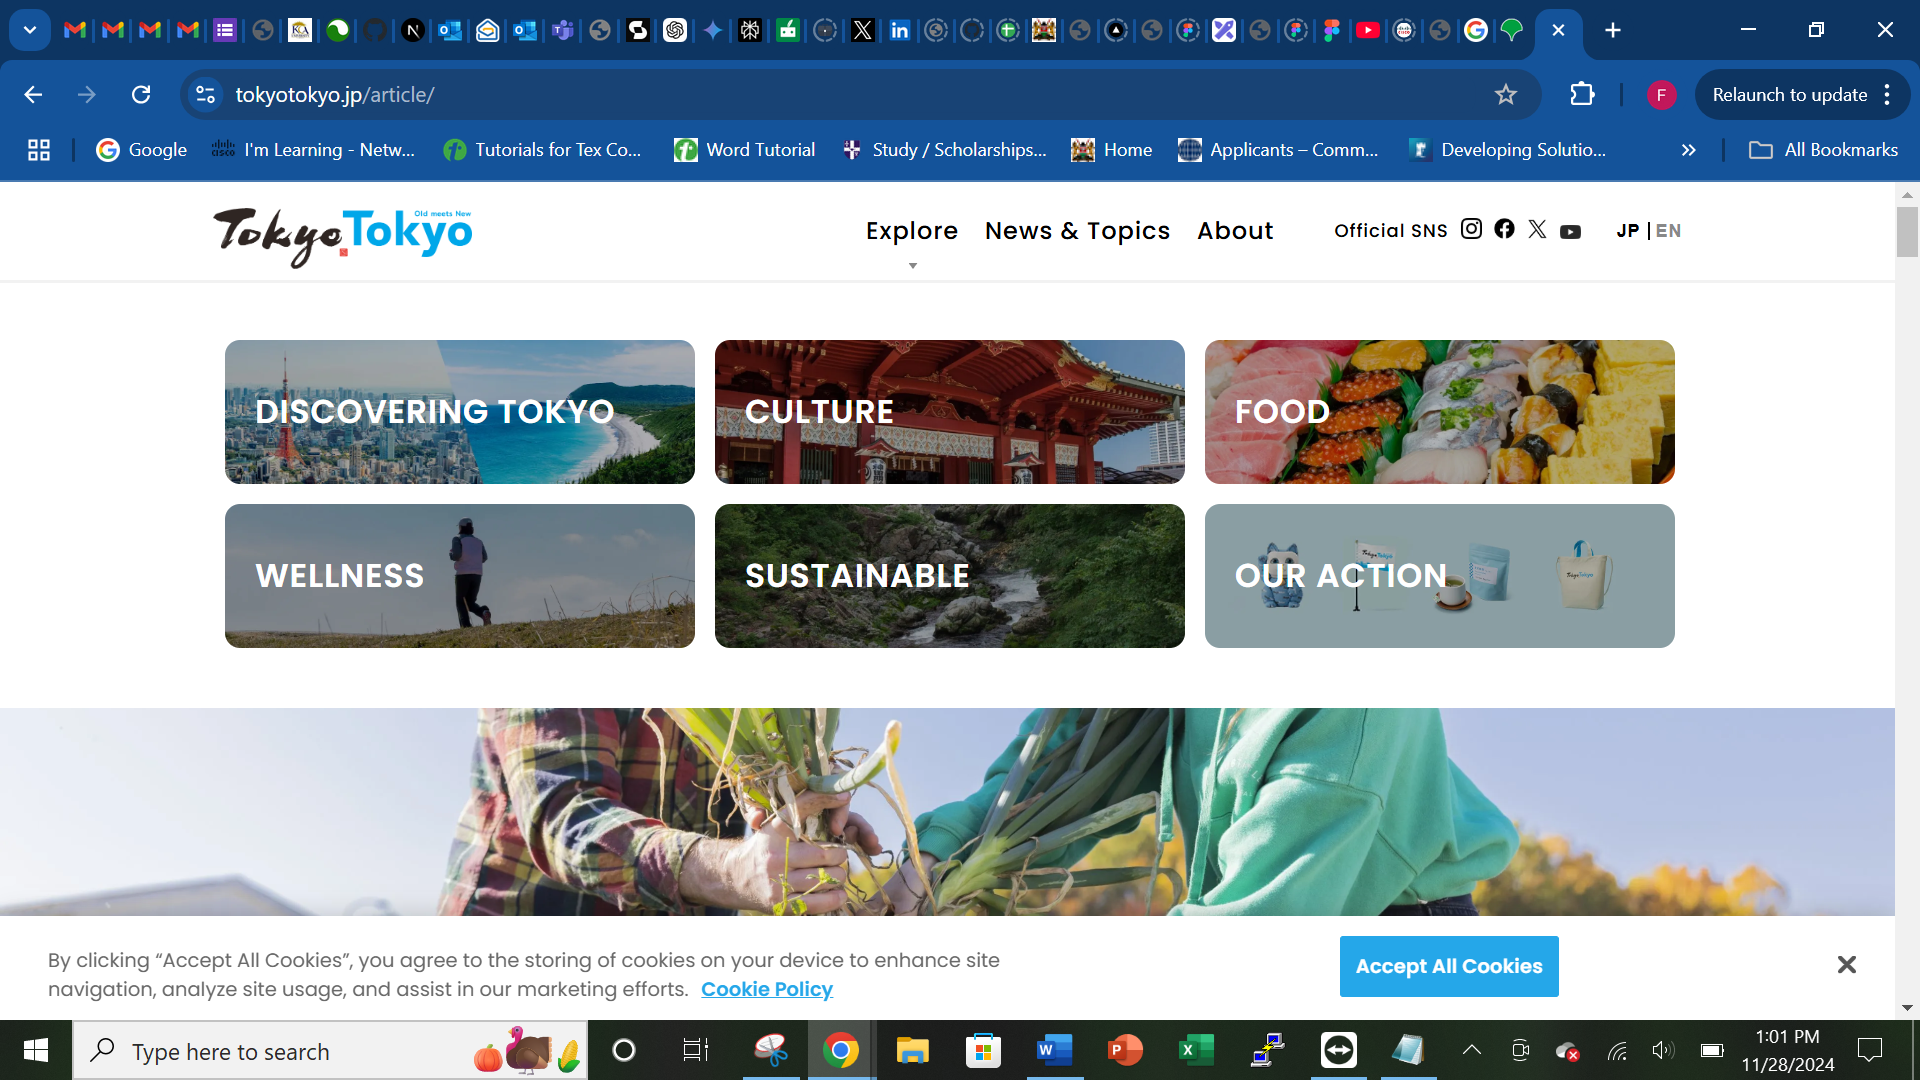 tokyotokyo.jp/article/
F
Relaunch to update
Google
I'm Learning - Netw...
Tutorials for Tex Co...
Word Tutorial
Study / Scholarships...
Home
Applicants – Comm...
Developing Solutio...
All Bookmarks
Old meets New
Tokyo Tokyo
Explore
News & Topics
About
Official SNS
JP | EN
DISCOVERING TOKYO
CULTURE
FOOD
WELLNESS
SUSTAINABLE
OUR ACTION
By clicking “Accept All Cookies”, you agree to the storing of cookies on your device to enhance site
navigation, analyze site usage, and assist in our marketing efforts. Cookie Policy
Accept All Cookies
Type here to search
1:01 PM
11/28/2024